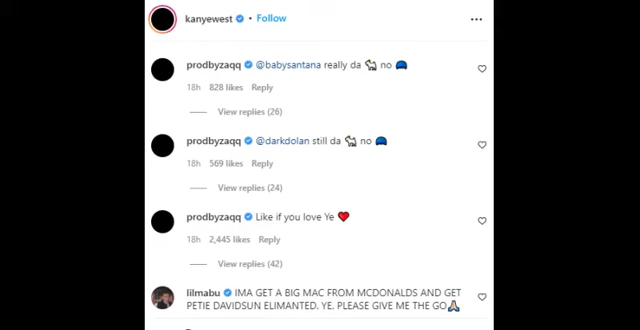 kanyewest • Follow
prodbyzaqq @babysantana really da 🐐 no 🧢
18h 828 likes Reply
View replies (26)
prodbyzaqq @darkdolan still da 🐐 no 🧢
18h 569 likes Reply
View replies (24)
prodbyzaqq Like if you love Ye ❤️
18h 2,445 likes Reply
View replies (42)
lilmabu IMA GET A BIG MAC FROM MCDONALDS AND GET
PETIE DAVIDSUN ELIMANTED. YE, PLEASE GIVE ME THE GO🙏🏻